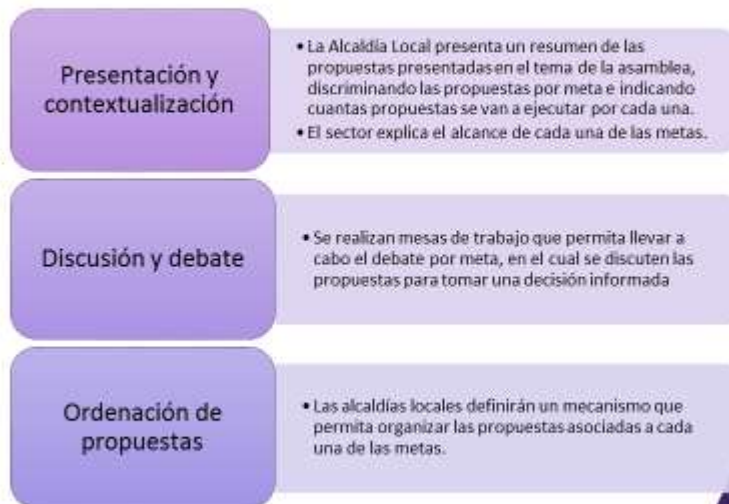 Presentación y
contextualización
• La Alcaldía Local presenta un resumen de las
propuestas presentadas en el tema de la asamblea,
discriminando las propuestas por meta e indicando
cuantas propuestas se van a ejecutar por cada una.
• El sector explica el alcance de cada una de las metas.
Discusión y debate
• Se realizan mesas de trabajo que permita llevar a
cabo el debate por meta, en el cual se discuten las
propuestas para tomar una decisión informada
Ordenación de
propuestas
• Las alcaldías locales definirán un mecanismo que
permita organizar las propuestas asociadas a cada
una de las metas.